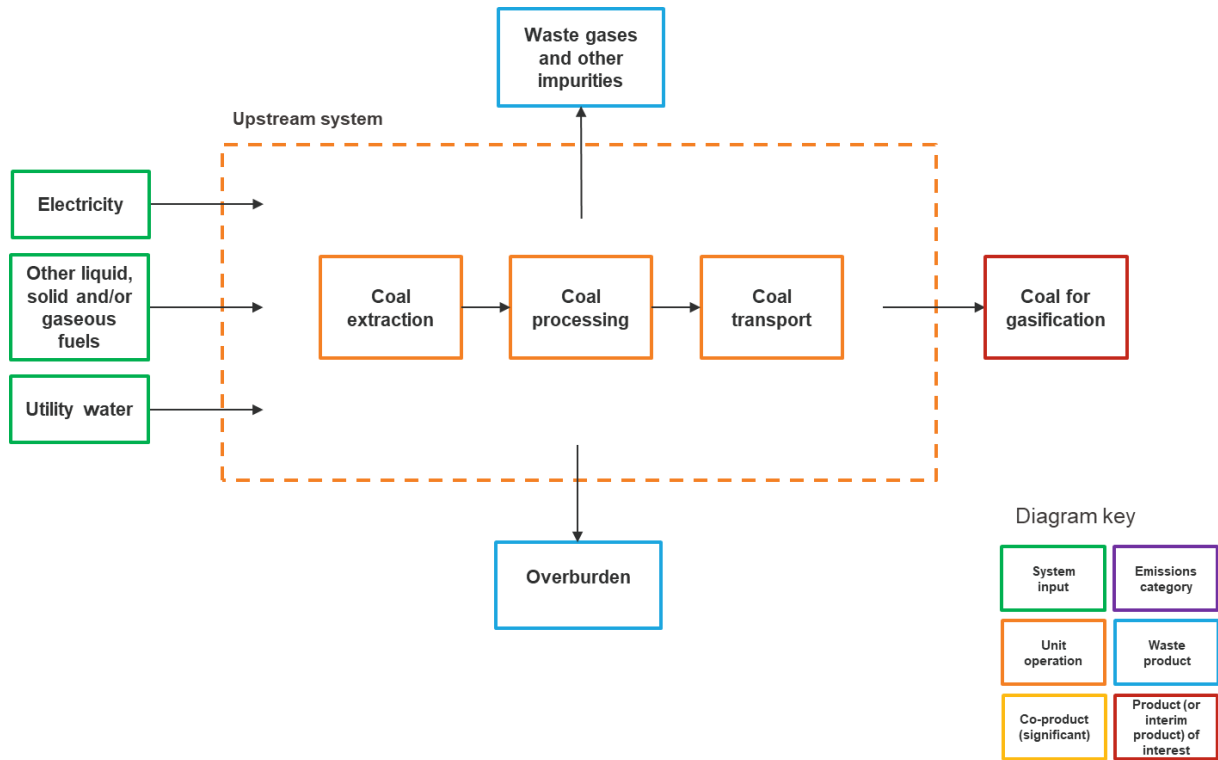 Waste gases
and other
impurities
Upstream system
Electricity
Other liquid,
solid and/or
gaseous
fuels
Utility water
Coal
extraction
Coal
processing
Coal
transport
Coal for
gasification
Overburden
Diagram key
System
input
Emissions
category
Unit
operation
Waste
product
Co-product
(significant)
Product (or
interim
product) of
interest